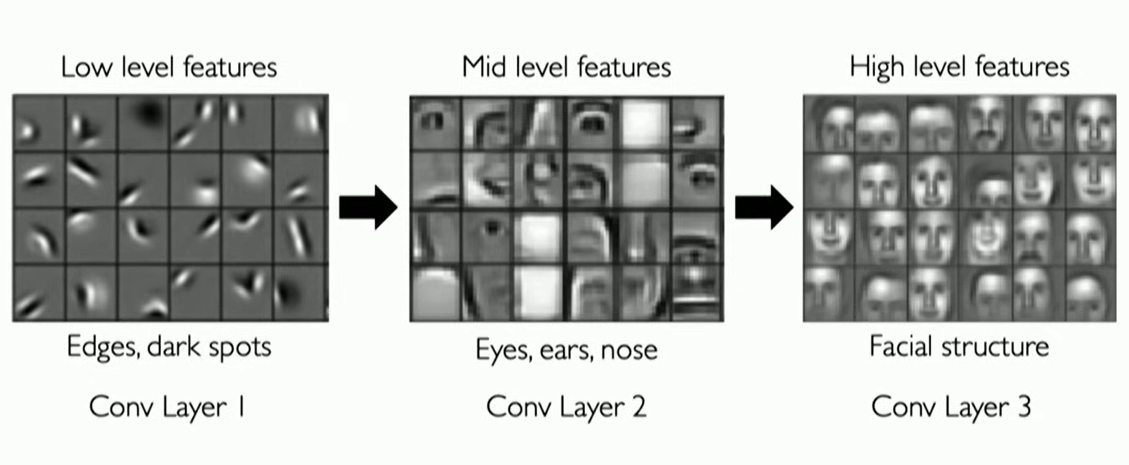 Low level features
Mid level features
High level features
Edges, dark spots
Eyes, ears, nose
Facial structure
Conv Layer 1
Conv Layer 2
Conv Layer 3